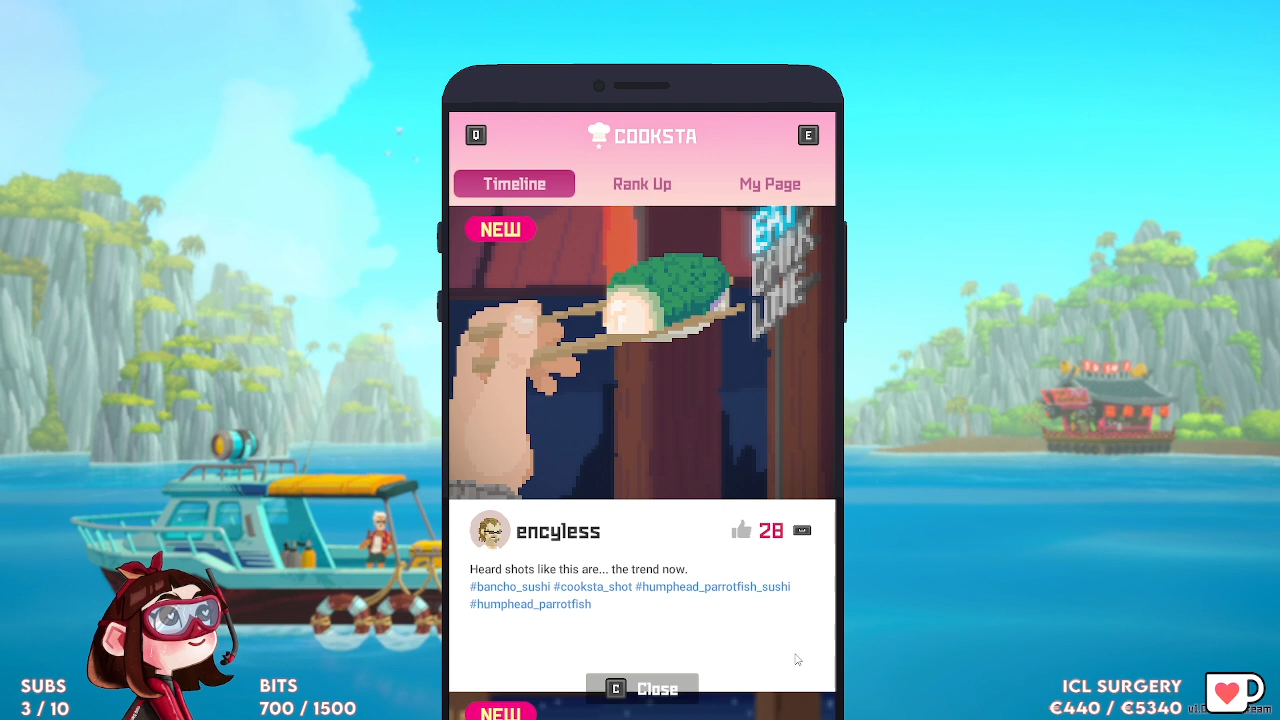 Q
COOKSTA
E
Timeline
Rank Up
My Page
NEW
encyless
28
Heard shots like this are... the trend now.
#bancho_sushi #cooksta_shot #humphead_parrotfish_sushi
#humphead_parrotfish
C Close
NEW
SUBS
3 / 10
BITS
700 / 1500
ICL SURGERY
€440 / €5340